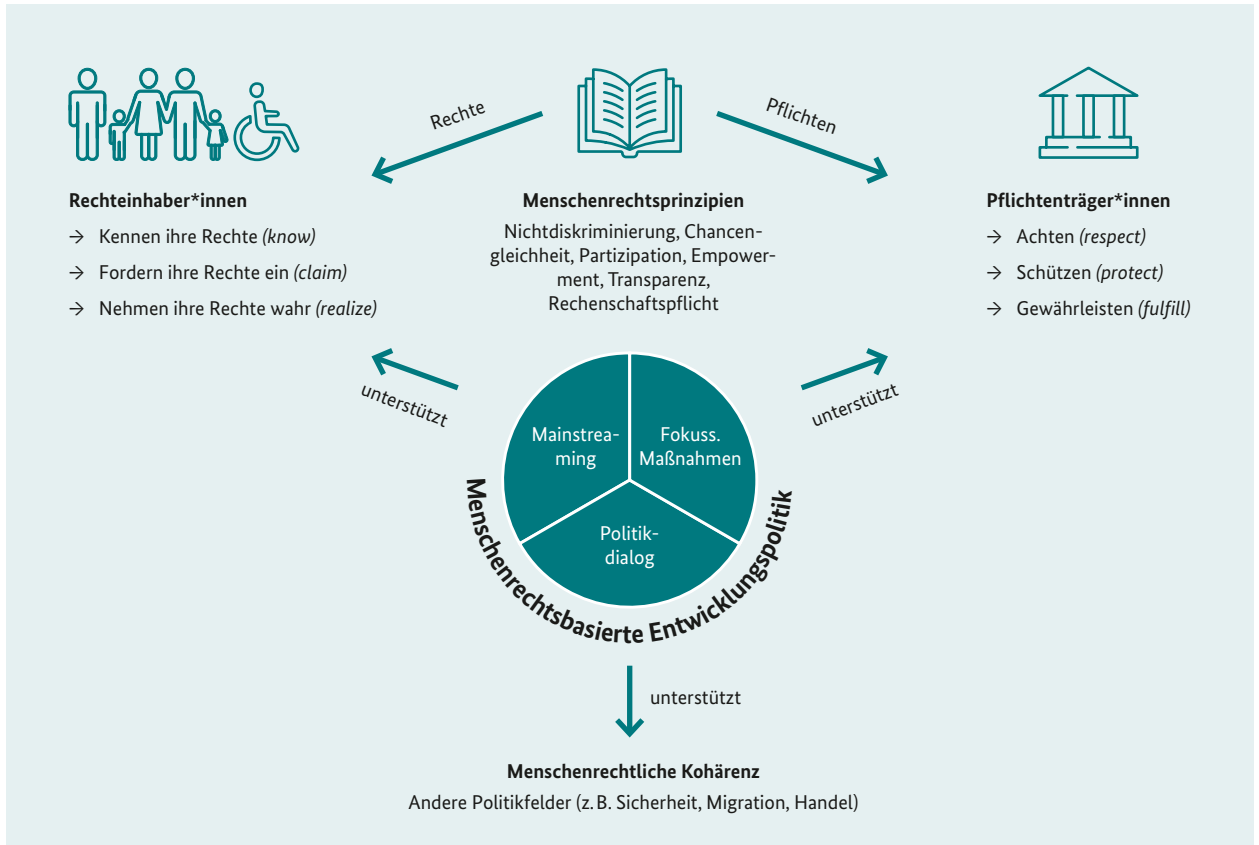 Rechte
Pflichten
Rechteinhaber*innen
→ Kennen ihre Rechte (know)
→ Fordern ihre Rechte ein (claim)
→ Nehmen ihre Rechte wahr (realize)
Menschenrechtsprinzipien
Nichtdiskriminierung, Chancen-
gleichheit, Partizipation, Empower-
ment, Transparenz,
Rechenschaftspflicht
Pflichtenträger*innen
→ Achten (respect)
→ Schützen (protect)
→ Gewährleisten (fulfill)
unterstützt
unterstützt
Mainstrea-
ming
Fokuss.
Maßnahmen
Politik-
dialog
Menschenrechtsbasierte Entwicklungspolitik
unterstützt
Menschenrechtliche Kohärenz
Andere Politikfelder (z. B. Sicherheit, Migration, Handel)